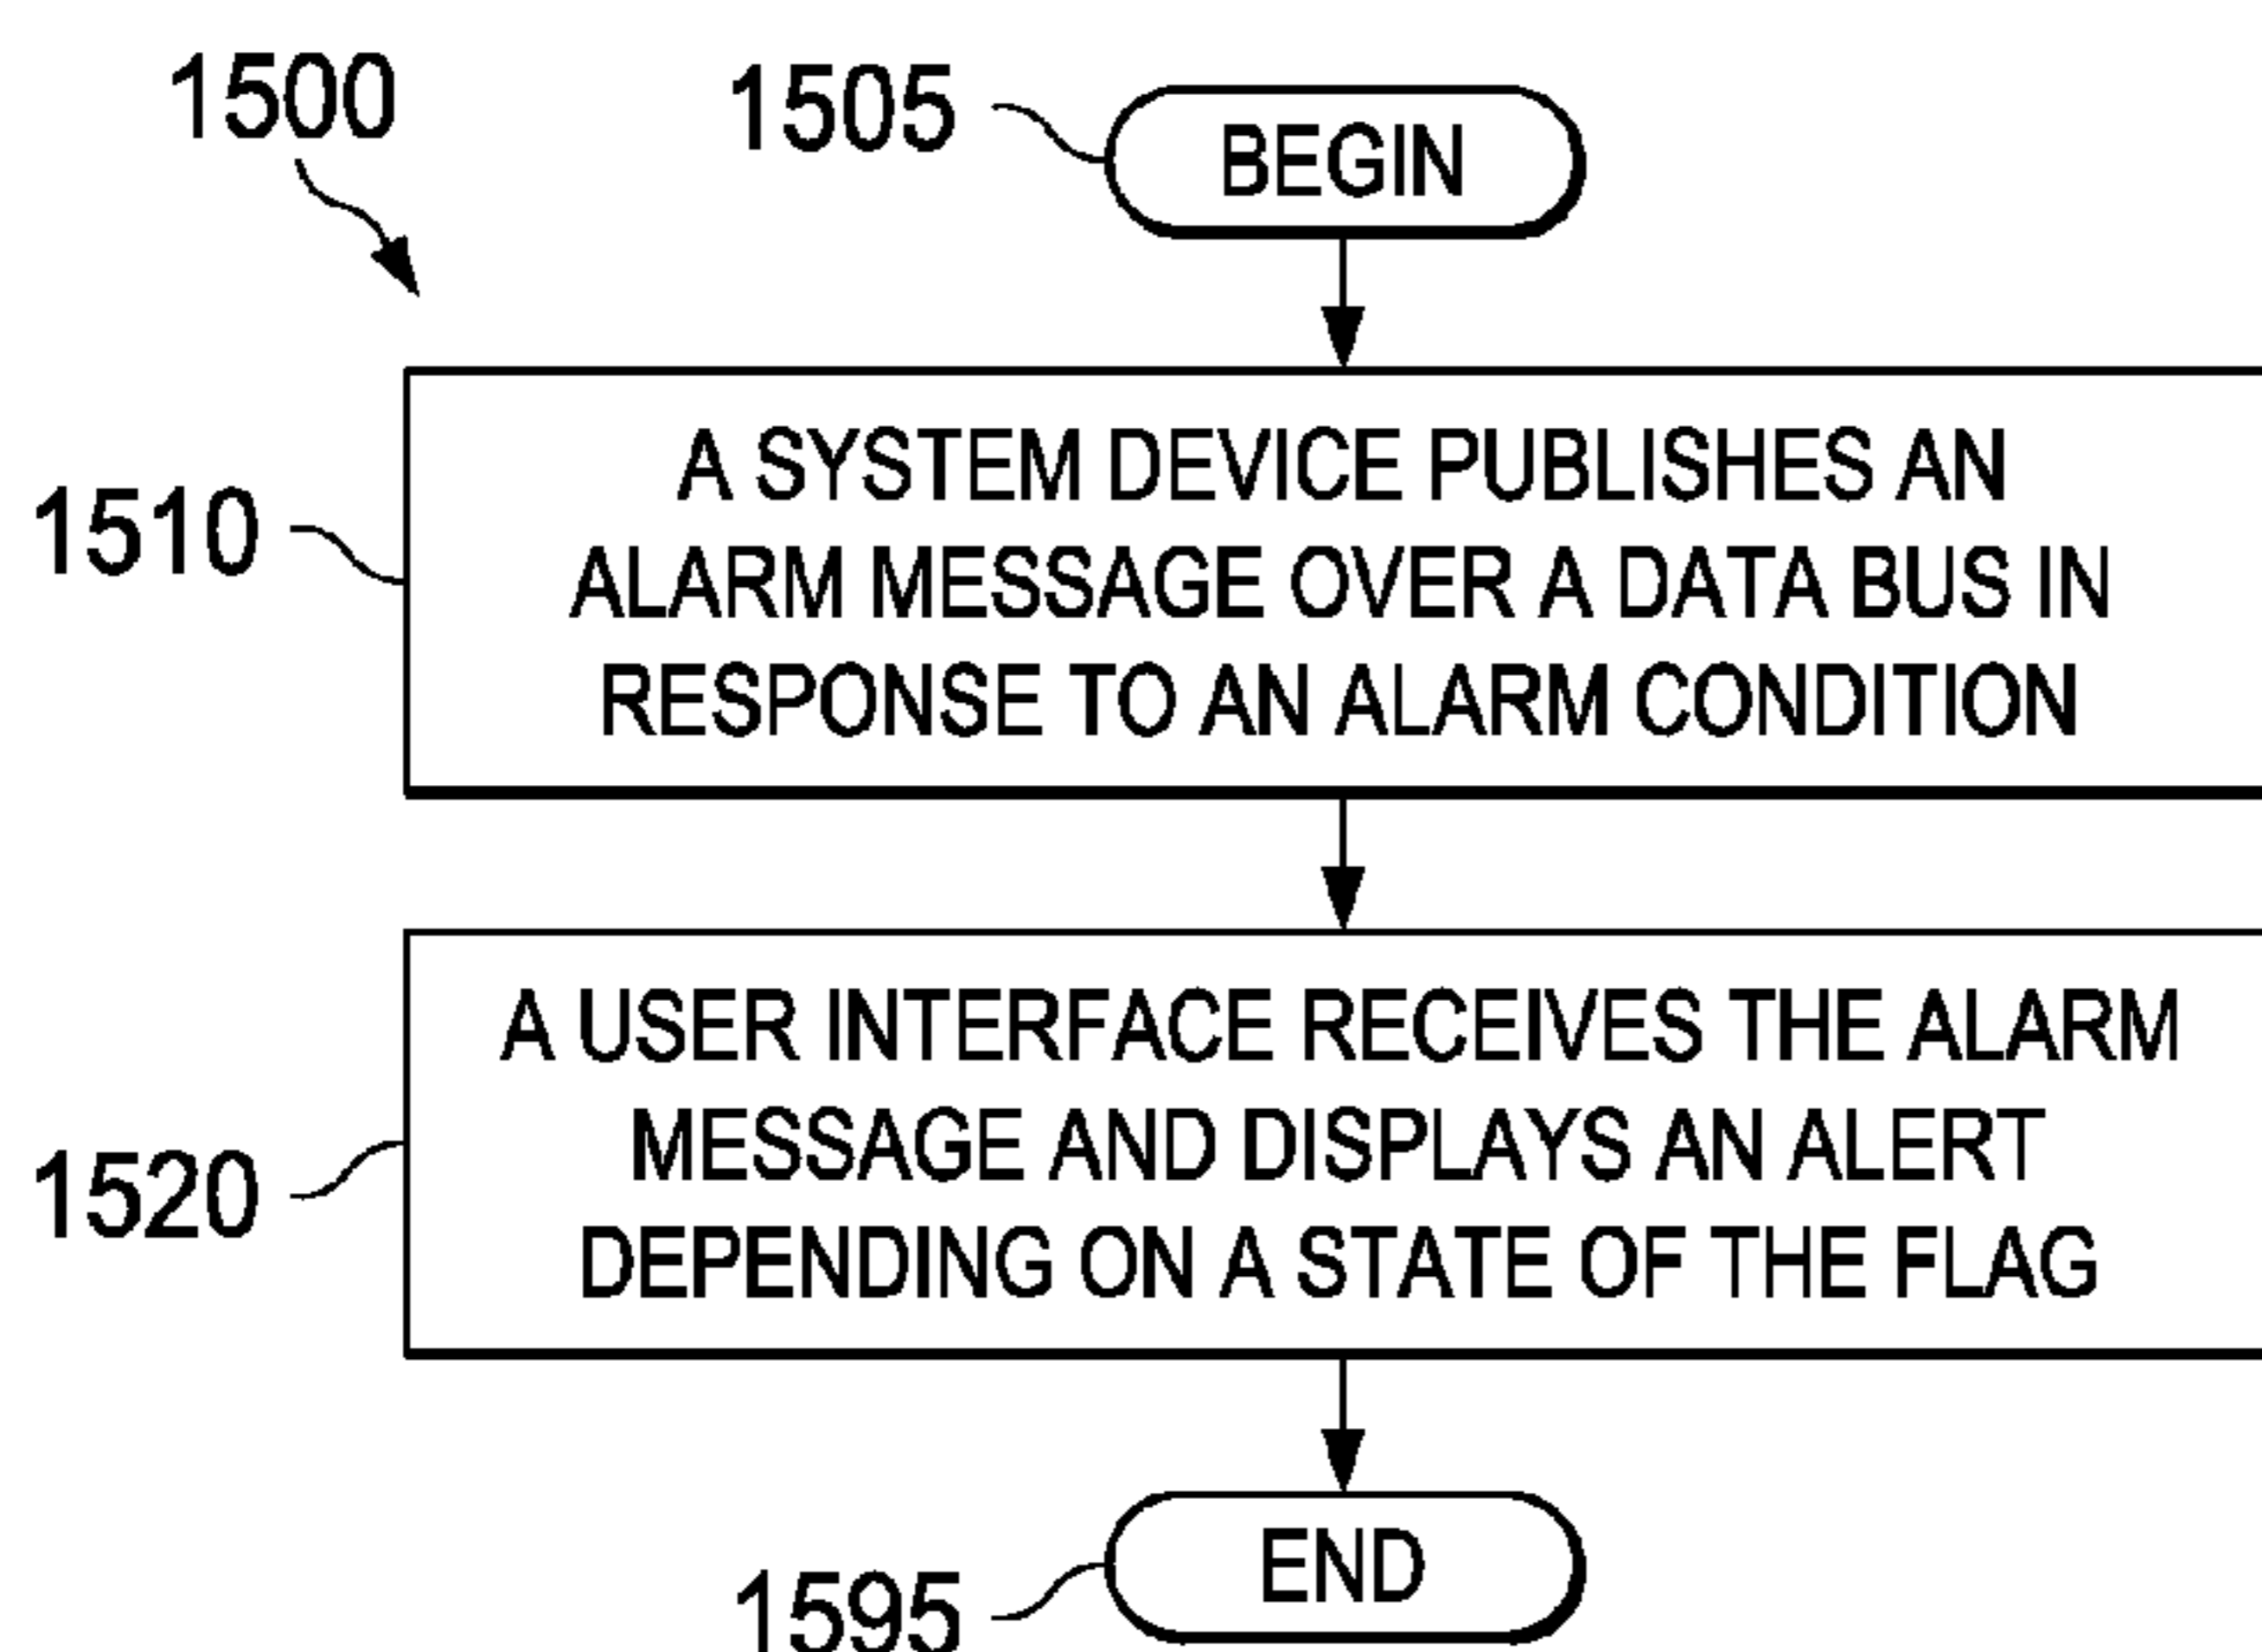 1500
1505
BEGIN
1510
A SYSTEM DEVICE PUBLISHES AN
ALARM MESSAGE OVER A DATA BUS IN
RESPONSE TO AN ALARM CONDITION
1520
A USER INTERFACE RECEIVES THE ALARM
MESSAGE AND DISPLAYS AN ALERT
DEPENDING ON A STATE OF THE FLAG
1595
END